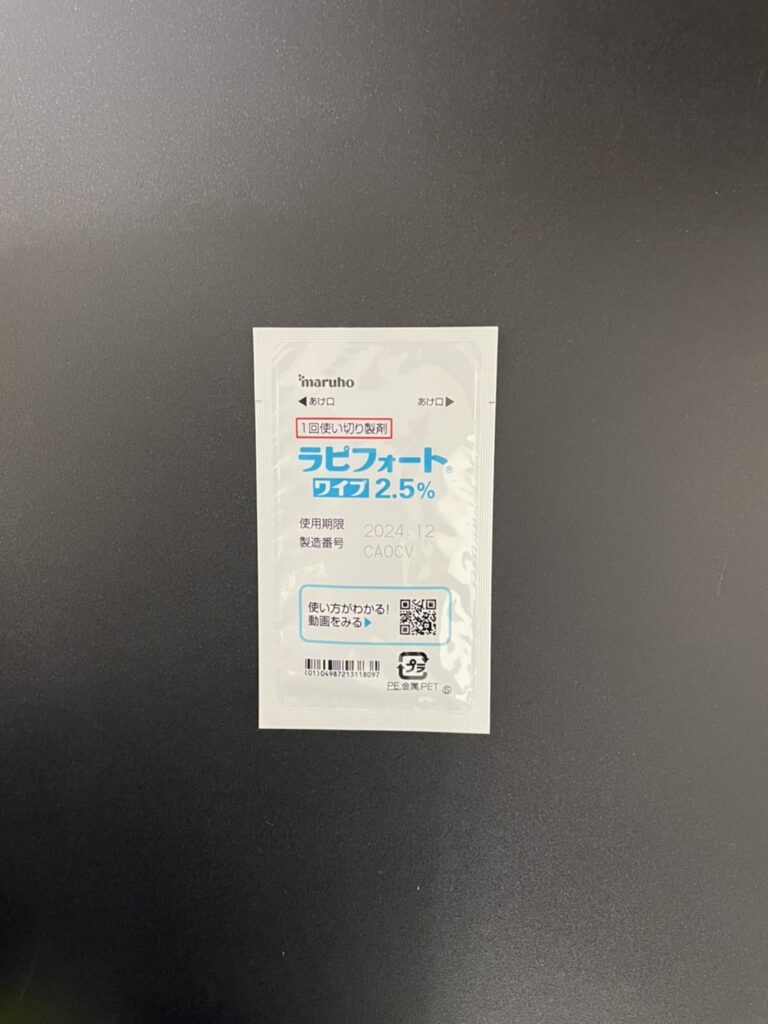 maruho
◀あけ口 あけ口▶
1回使い切り製剤
ラピフォート®
ワイプ 2.5%
使用期限 2024.12
製造番号 CA0CV
使い方がわかる!
動画をみる▶
(01)04987213118097
プラ
PE,金属,PET